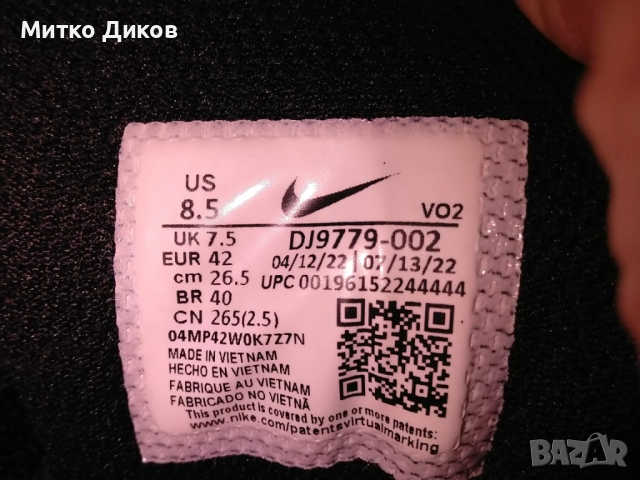 Митко Диков
US
8.5
VO2
UK 7.5
DJ9779-002
EUR 42
04/12/22 07/13/22
cm 26.5
UPC 00196152244444
BR 40
CN 265(2.5)
04MP42W0K7Z7N
MADE IN VIETNAM
HECHO EN VIETNAM
FABRIQUE AU VIETNAM
FABRICADO NO VIETNÃ
This product is covered by one or more patents:
www.nike.com/patentsvirtualmarking
BAZAR